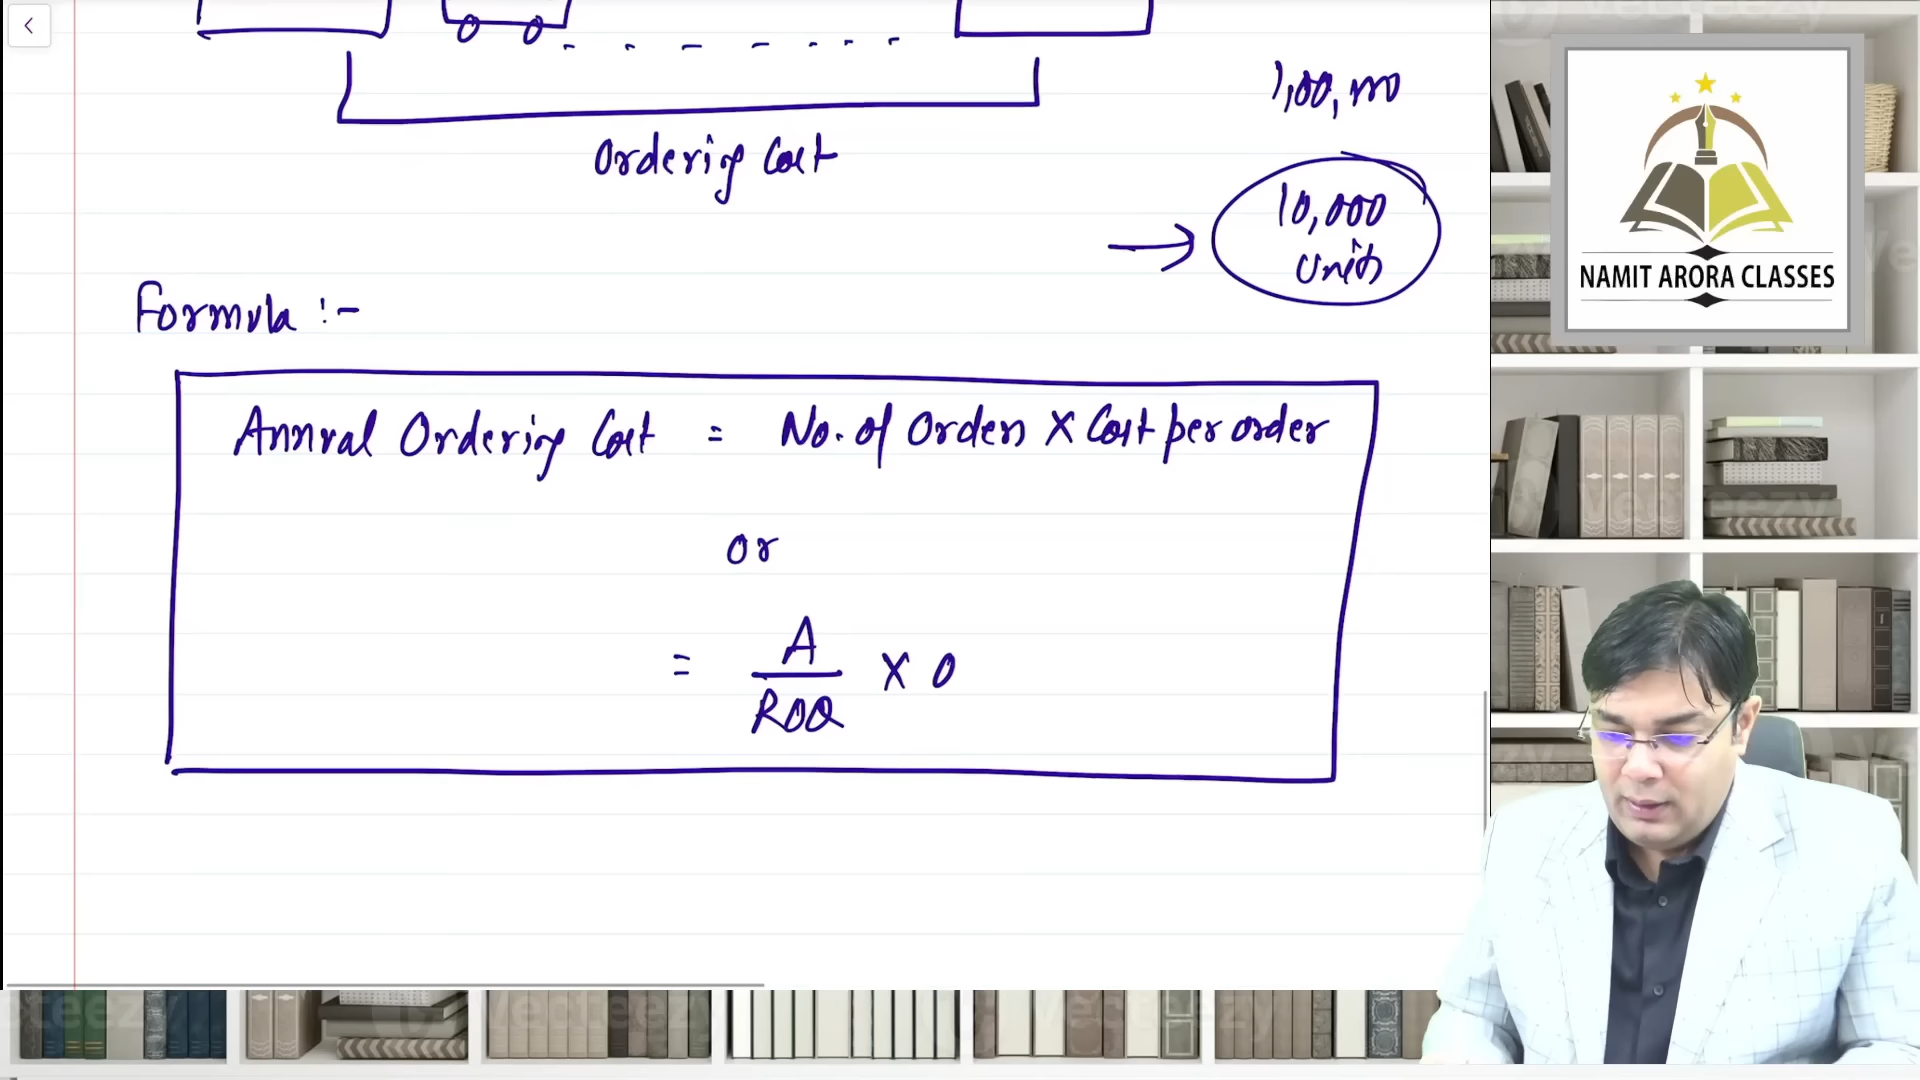 1,00,000
Ordering Cost
10,000
Units
Formula :-
Annual Ordering Cost = No. of Orders X Cost per order
or
= A
ROQ X O
NAMIT ARORA CLASSES